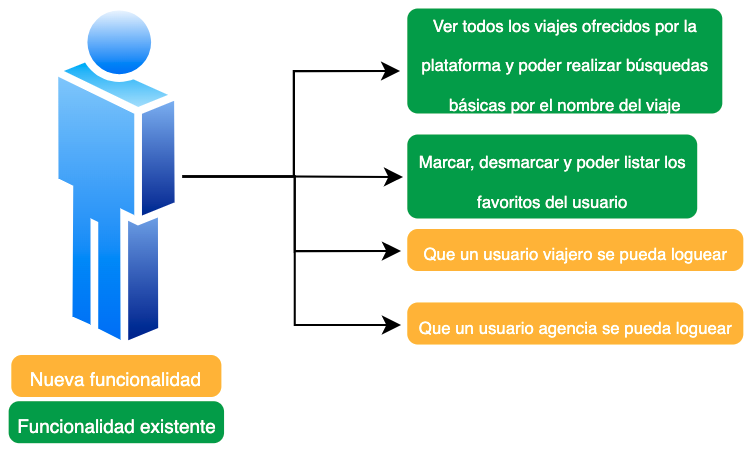 Ver todos los viajes ofrecidos por la
plataforma y poder realizar búsquedas
básicas por el nombre del viaje
Marcar, desmarcar y poder listar los
favoritos del usuario
Que un usuario viajero se pueda loguear
Que un usuario agencia se pueda loguear
Nueva funcionalidad
Funcionalidad existente